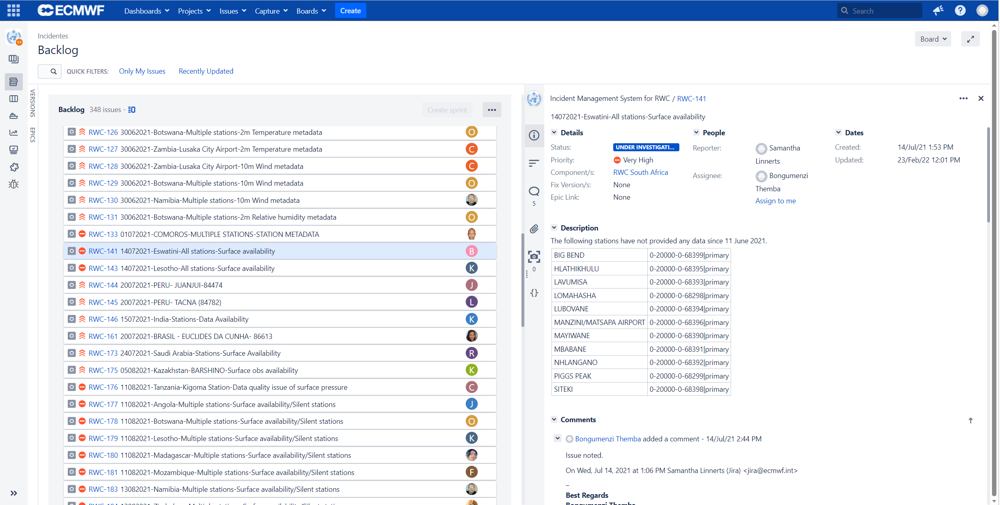 ECMWF Dashboards Projects Issues Capture Boards Create Search
Incidentes
Backlog
Board
QUICK FILTERS: Only My Issues Recently Updated
VERSIONS
EPICS
Backlog 348 issues - Create sprint
RWC-126 30062021-Botswana-Multiple stations-2m Temperature metadata O
RWC-127 30062021-Zambia-Lusaka City Airport-2m Temperature metadata C
RWC-128 30062021-Zambia-Lusaka City Airport-10m Wind metadata C
RWC-129 30062021-Botswana-Multiple stations-10m Wind metadata O
RWC-130 30062021-Namibia-Multiple stations-10m Wind metadata
RWC-131 30062021-Botswana-Multiple stations-2m Relative humidity metadata O
RWC-133 01072021-COMOROS-MULTIPLE STATIONS-STATION METADATA
RWC-141 14072021-Eswatini-All stations-Surface availability B
RWC-143 14072021-Lesotho-All stations-Surface availability K
RWC-144 20072021-PERU- JUANJUI-84474 J
RWC-145 20072021-PERU- TACNA (84782) L
RWC-146 15072021-India-Stations-Data Availability K
RWC-161 20072021-BRASIL - EUCLIDES DA CUNHA- 86613
RWC-173 24072021-Saudi Arabia-Stations-Surface Availability R
RWC-175 05082021-Kazakhstan-BARSHINO-Surface obs availability K
RWC-176 11082021-Tanzania-Kigoma Station-Data quality issue of surface pressure C
RWC-177 11082021-Angola-Multiple stations-Surface availability/Silent stations J
RWC-178 11082021-Botswana-Multiple stations-Surface availability/Silent stations O
RWC-179 11082021-Lesotho-Multiple stations-Surface availability/Silent stations K
RWC-180 11082021-Madagascar-Multiple stations-Surface availability/Silent stations
RWC-181 11082021-Mozambique-Multiple stations-Surface availability/Silent stations F
RWC-183 13082021-Namibia-Multiple stations-Surface availability/Silent stations
Incident Management System for RWC / RWC-141
14072021-Eswatini-All stations-Surface availability
Details
Status: UNDER INVESTIGATI...
Priority: Very High
Component/s: RWC South Africa
Fix Version/s: None
Epic Link: None
People
Reporter: Samantha
Linnerts
Assignee: Bongumenzi
Themba
Assign to me
Dates
Created: 14/Jul/21 1:53 PM
Updated: 23/Feb/22 12:01 PM
5
0
Description
The following stations have not provided any data since 11 June 2021.
BIG BEND 0-20000-0-68399|primary
HLATHIKHULU 0-20000-0-68395|primary
LAVUMISA 0-20000-0-68393|primary
LOMAHASHA 0-20000-0-68298|primary
LUBOVANE 0-20000-0-68394|primary
MANZINI/MATSAPA AIRPORT 0-20000-0-68396|primary
MAYIWANE 0-20000-0-68390|primary
MBABANE 0-20000-0-68391|primary
NHLANGANO 0-20000-0-68392|primary
PIGGS PEAK 0-20000-0-68299|primary
SITEKI 0-20000-0-68398|primary
Comments
Bongumenzi Themba added a comment - 14/Jul/21 2:44 PM
Issue noted.
On Wed, Jul 14, 2021 at 1:06 PM Samantha Linnerts (Jira) <jira@ecmwf.int>
–
Best Regards
Bongumenzi Themba